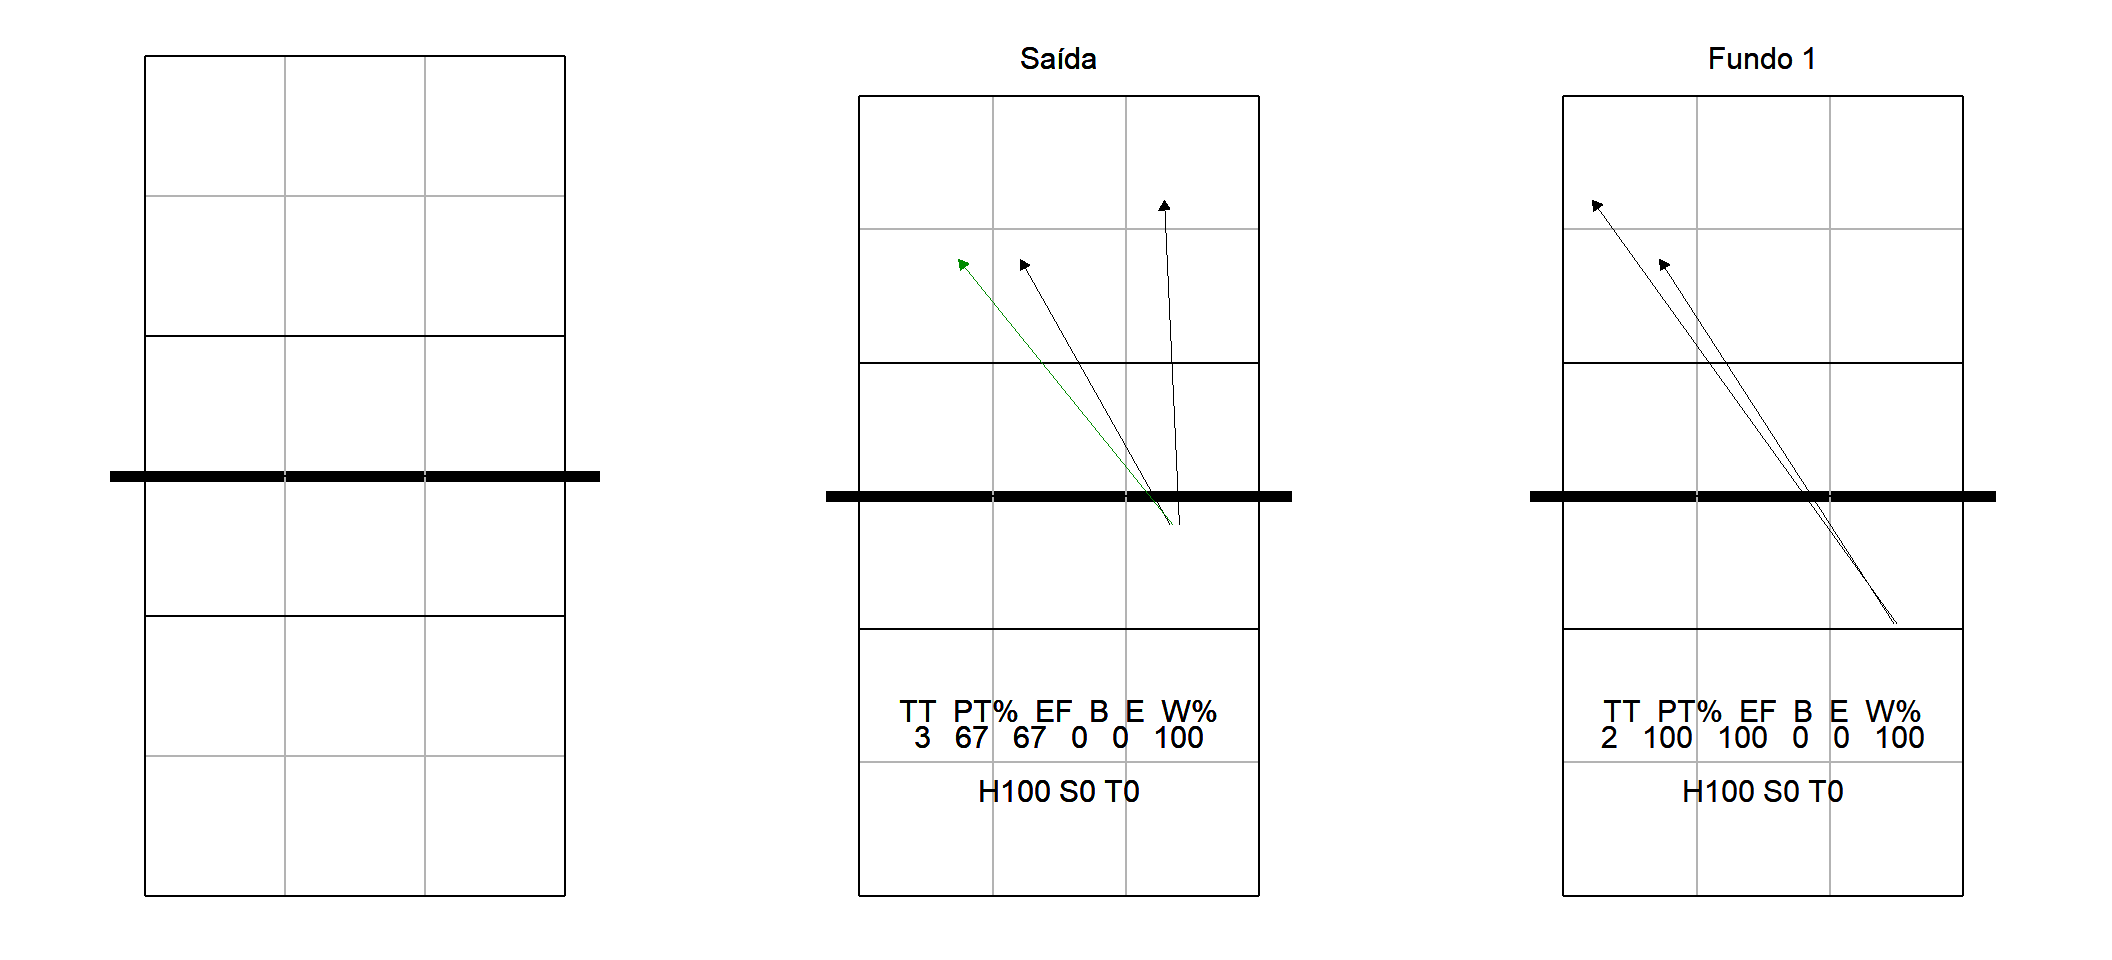 Saída
TT PT% EF B E W%
3 67 67 0 0 100
H100 S0 T0
Fundo 1
TT PT% EF B E W%
2 100 100 0 0 100
H100 S0 T0